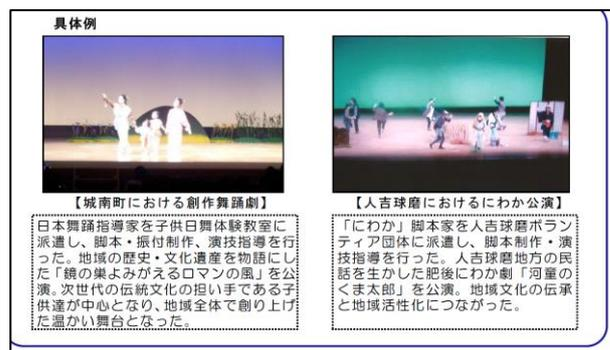 具体例
【城南町における創作舞踊劇】
日本舞踊指導家を子供日舞体験教室に
派遣し、脚本・振付制作、演技指導を行
った。地域の歴史・文化遺産を物語にし
た「鏡の巣よみがえるロマンの風」を公
演。次世代の伝統文化の担い手である子
供達が中心となり、地域全体で創り上げ
た温かい舞台となった。
【人吉球磨におけるにわか公演】
「にわか」脚本家を人吉球磨ボラン
ティア団体に派遣し、脚本制作・演
技指導を行った。人吉球磨地方の民
話を生かした肥後にわか劇「河童の
くま太郎」を公演。地域文化の伝承
と地域活性化につながった。